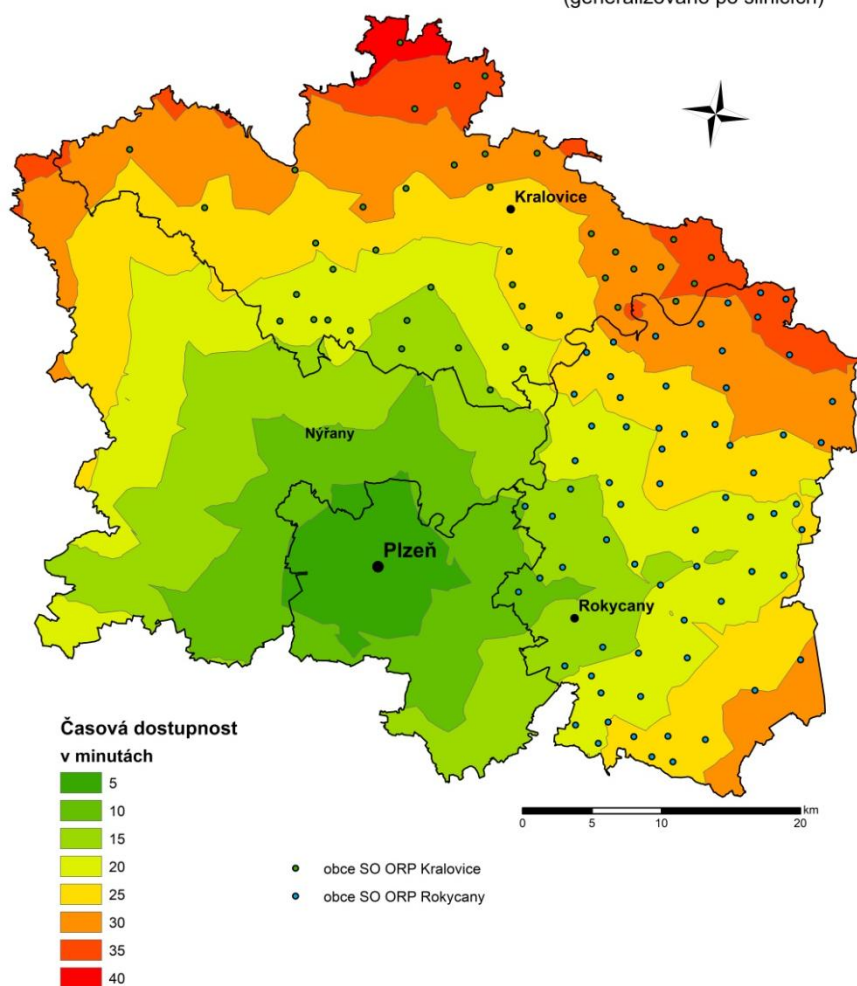 (generalizováno po silnicích)
Kralovice
Nýřany
Plzeň
Rokycany
Časová dostupnost
v minutách
5
10
15
20
25
30
35
40
km
0 5 10 20
obce SO ORP Kralovice
obce SO ORP Rokycany